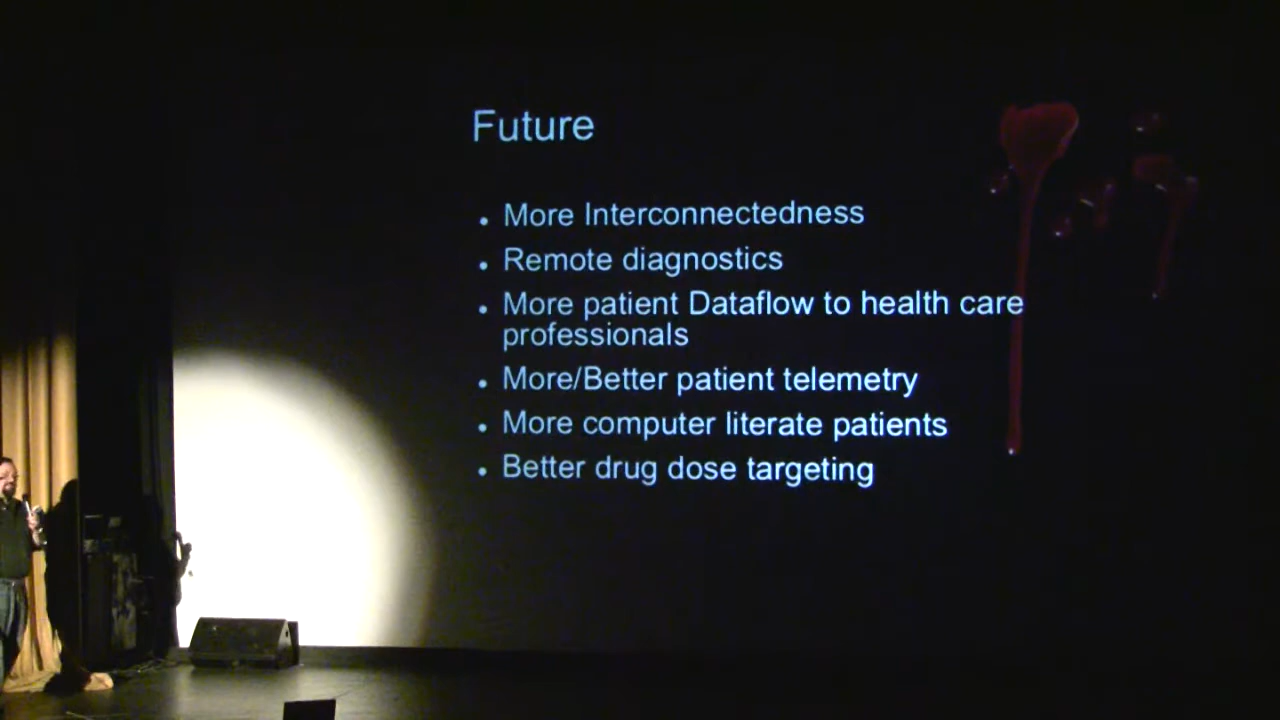 Future
• More Interconnectedness
• Remote diagnostics
• More patient Dataflow to health care
professionals
• More/Better patient telemetry
• More computer literate patients
• Better drug dose targeting